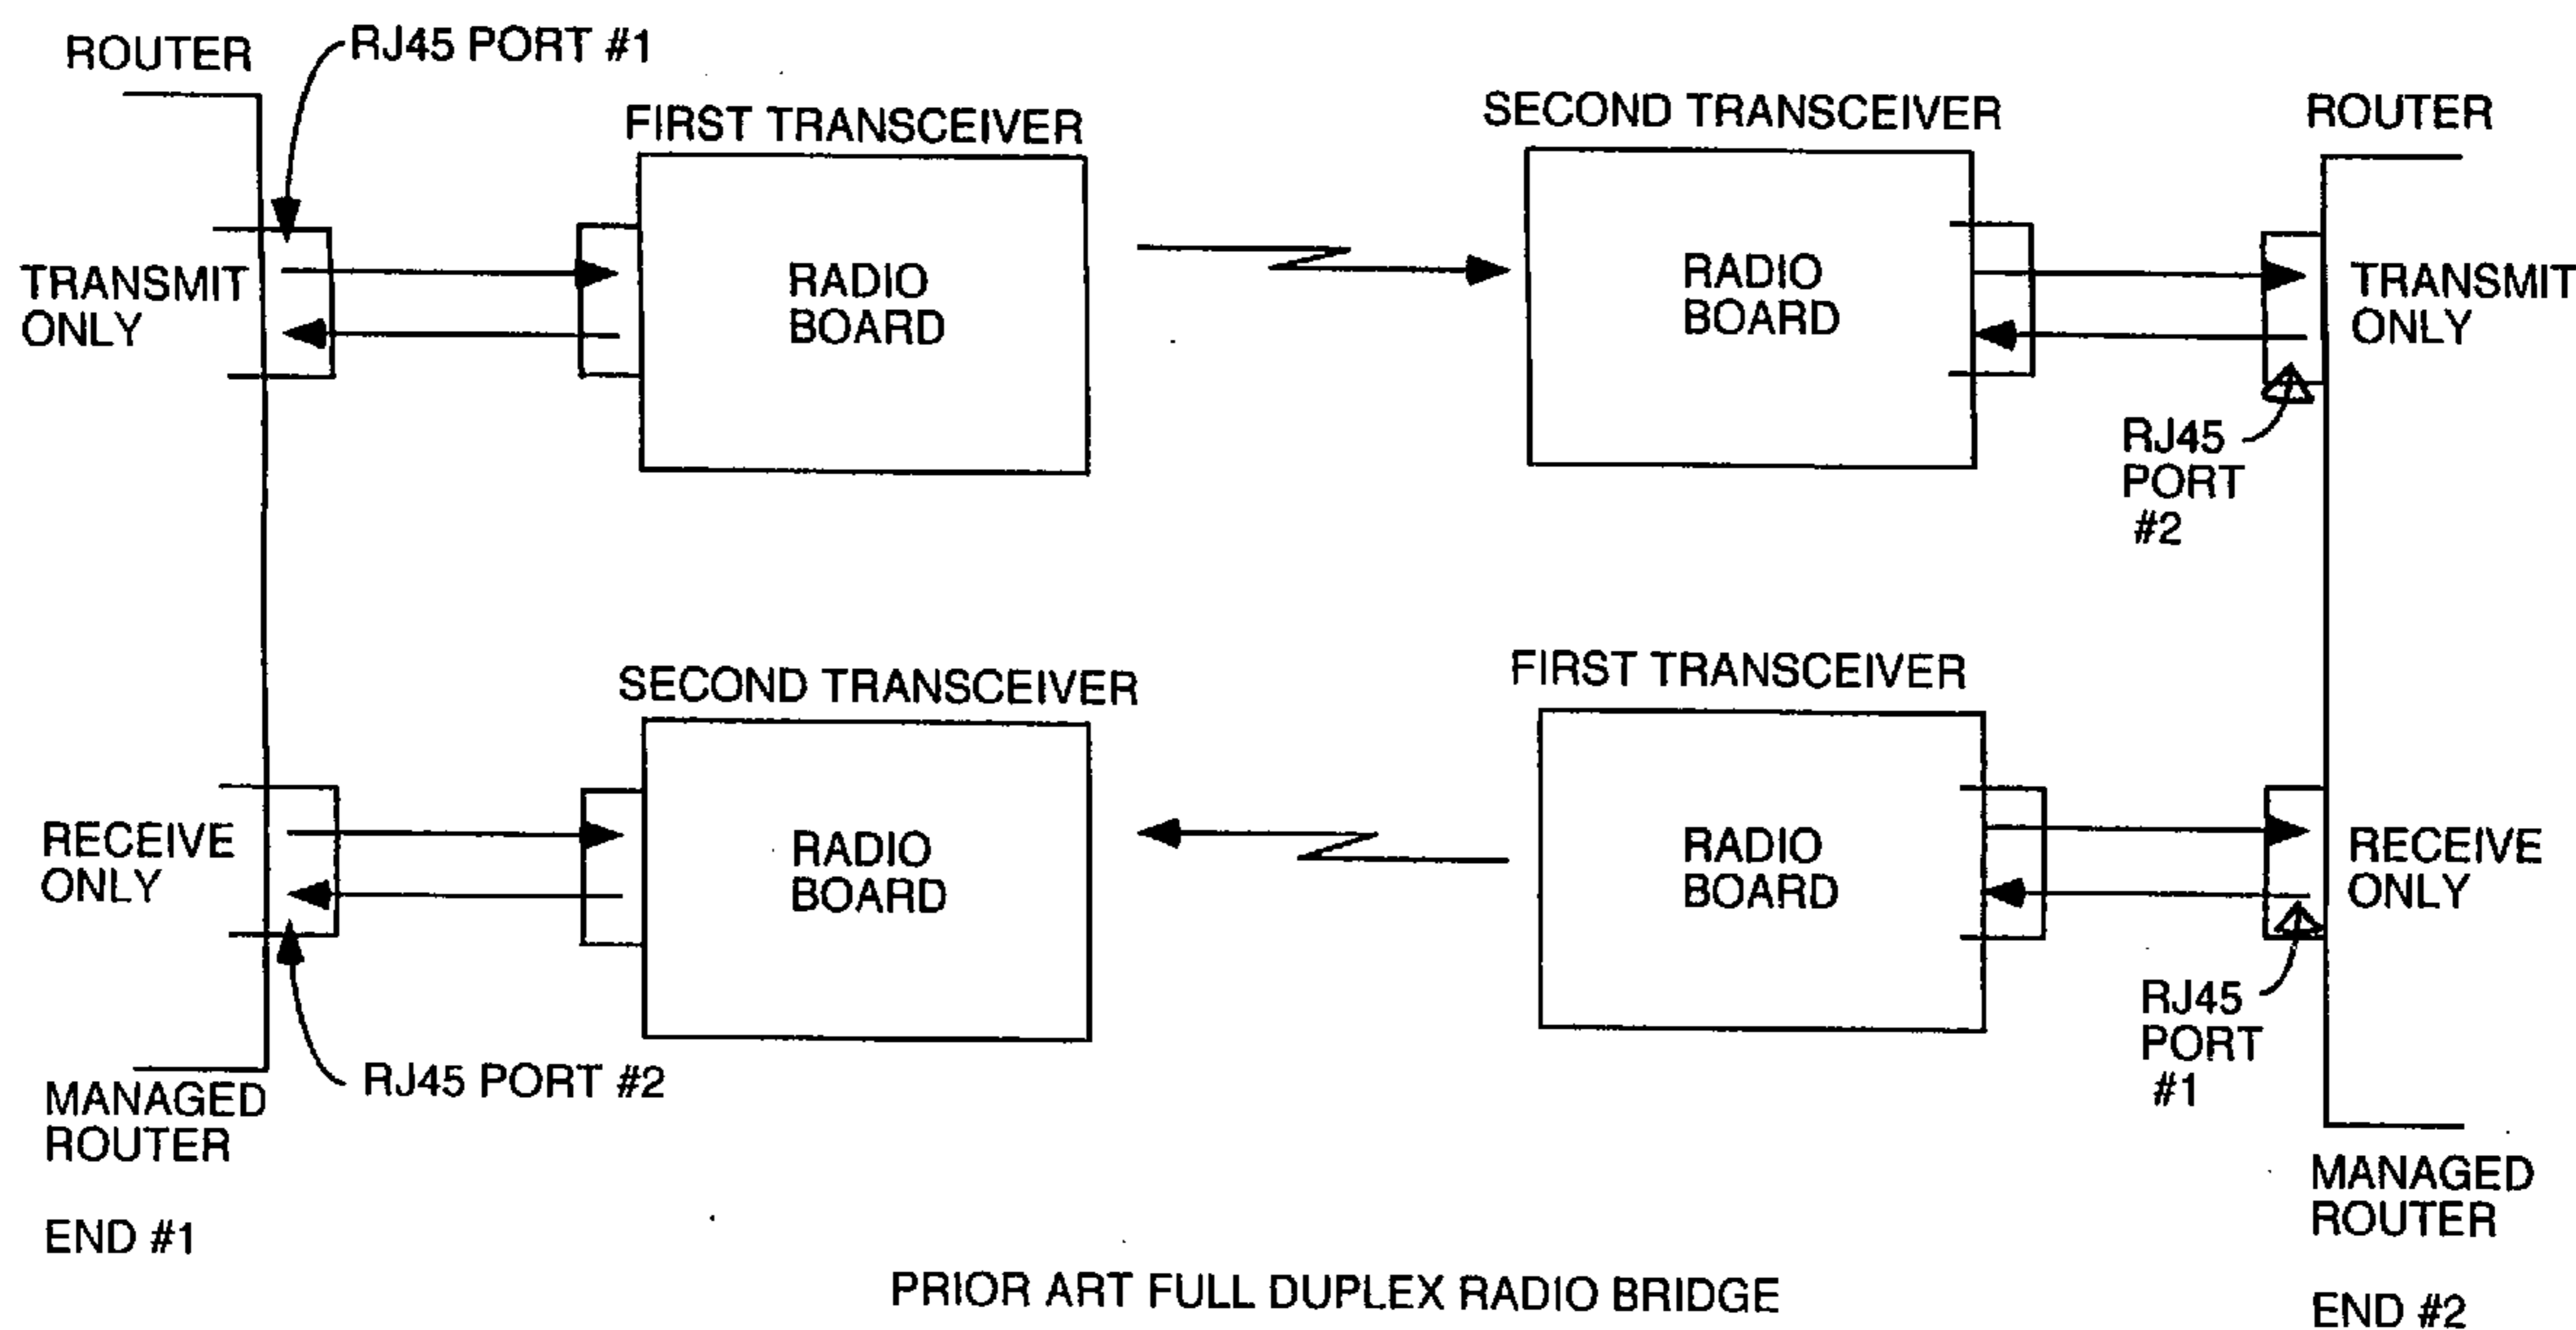 ROUTER
RJ45 PORT #1
FIRST TRANSCEIVER
SECOND TRANSCEIVER
ROUTER
TRANSMIT
ONLY
RADIO
BOARD
RADIO
BOARD
TRANSMIT
ONLY
RJ45
PORT
#2
SECOND TRANSCEIVER
FIRST TRANSCEIVER
RECEIVE
ONLY
RADIO
BOARD
RADIO
BOARD
RECEIVE
ONLY
RJ45
PORT
#1
RJ45 PORT #2
MANAGED
ROUTER
END #1
MANAGED
ROUTER
END #2
PRIOR ART FULL DUPLEX RADIO BRIDGE